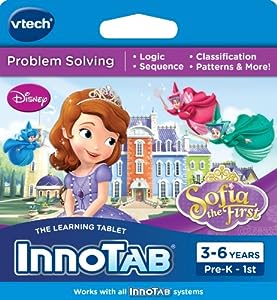 vtech
Problem Solving
• Logic
• Sequence
• Classification
• Patterns & More!
Disney
Sofia
the First
THE LEARNING TABLET
INNOTAB®
3-6 YEARS
Pre-K - 1st
Works with all INNOTAB® systems